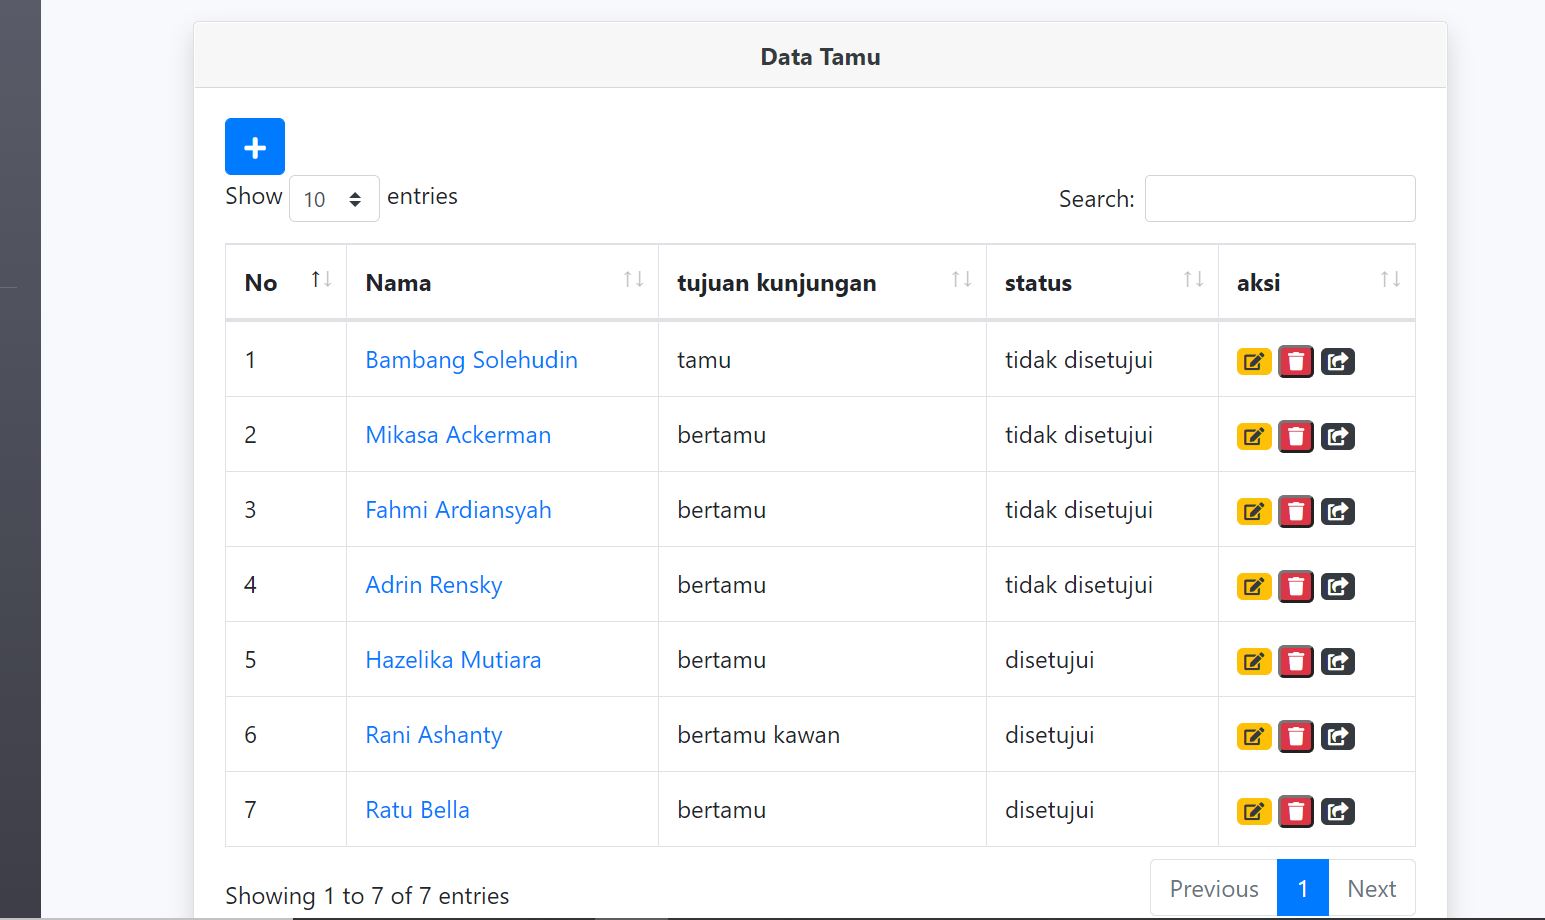 Data Tamu
Show 10 entries
Search:
No Nama tujuan kunjungan status aksi
1 Bambang Solehudin tamu tidak disetujui
2 Mikasa Ackerman bertamu tidak disetujui
3 Fahmi Ardiansyah bertamu tidak disetujui
4 Adrin Rensky bertamu tidak disetujui
5 Hazelika Mutiara bertamu disetujui
6 Rani Ashanty bertamu kawan disetujui
7 Ratu Bella bertamu disetujui
Showing 1 to 7 of 7 entries
Previous 1 Next